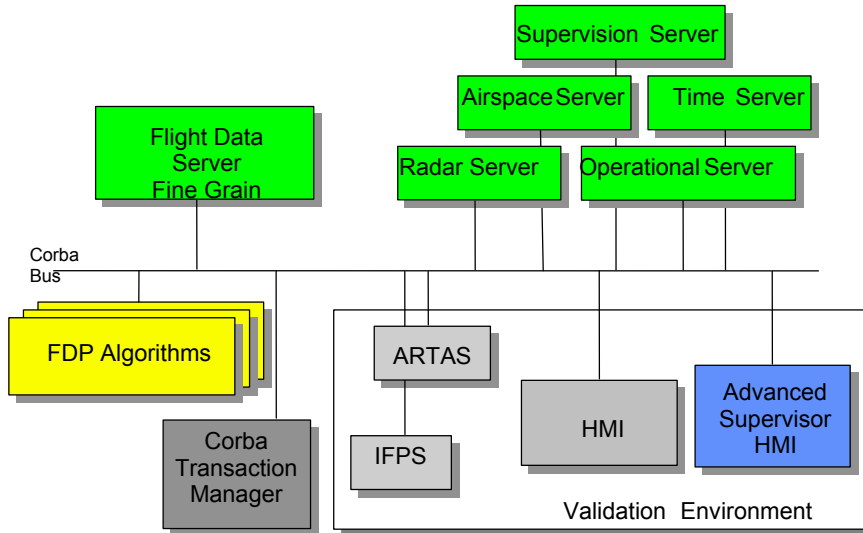 Supervision Server
Airspace Server
Time Server
Flight Data
Server
Fine Grain
Radar Server
Operational Server
Corba
Bus
FDP Algorithms
ARTAS
Advanced
Supervisor
HMI
HMI
Corba
Transaction
Manager
IFPS
Validation Environment